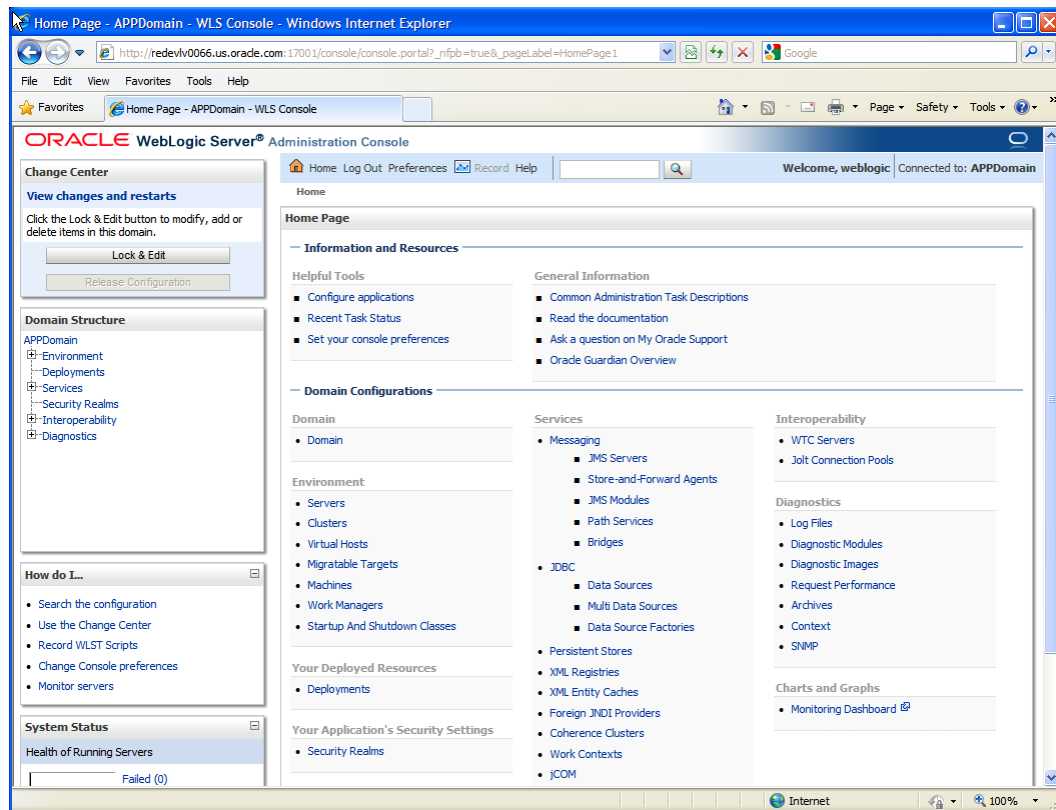 Home Page - APPDomain - WLS Console - Windows Internet Explorer
http://redevlv0066.us.oracle.com:17001/console/console.portal?_nfpb=true&_pageLabel=HomePage1
Google
File Edit View Favorites Tools Help
Favorites
Home Page - APPDomain - WLS Console
Page Safety Tools
ORACLE WebLogic Server® Administration Console
Change Center
View changes and restarts
Click the Lock & Edit button to modify, add or
delete items in this domain.
Lock & Edit
Release Configuration
Domain Structure
APPDomain
Environment
Deployments
Services
Security Realms
Interoperability
Diagnostics
How do I...
Search the configuration
Use the Change Center
Record WLST Scripts
Change Console preferences
Monitor servers
System Status
Health of Running Servers
Failed (0)
Home Log Out Preferences Record Help
Welcome, weblogic Connected to: APPDomain
Home
Home Page
Information and Resources
Helpful Tools
Configure applications
Recent Task Status
Set your console preferences
General Information
Common Administration Task Descriptions
Read the documentation
Ask a question on My Oracle Support
Oracle Guardian Overview
Domain Configurations
Domain
Domain
Environment
Servers
Clusters
Virtual Hosts
Migratable Targets
Machines
Work Managers
Startup And Shutdown Classes
Your Deployed Resources
Deployments
Your Application's Security Settings
Security Realms
Services
Messaging
JMS Servers
Store-and-Forward Agents
JMS Modules
Path Services
Bridges
JDBC
Data Sources
Multi Data Sources
Data Source Factories
Persistent Stores
XML Registries
XML Entity Caches
Foreign JNDI Providers
Coherence Clusters
Work Contexts
jCOM
Interoperability
WTC Servers
Jolt Connection Pools
Diagnostics
Log Files
Diagnostic Modules
Diagnostic Images
Request Performance
Archives
Context
SNMP
Charts and Graphs
Monitoring Dashboard
Internet
100%